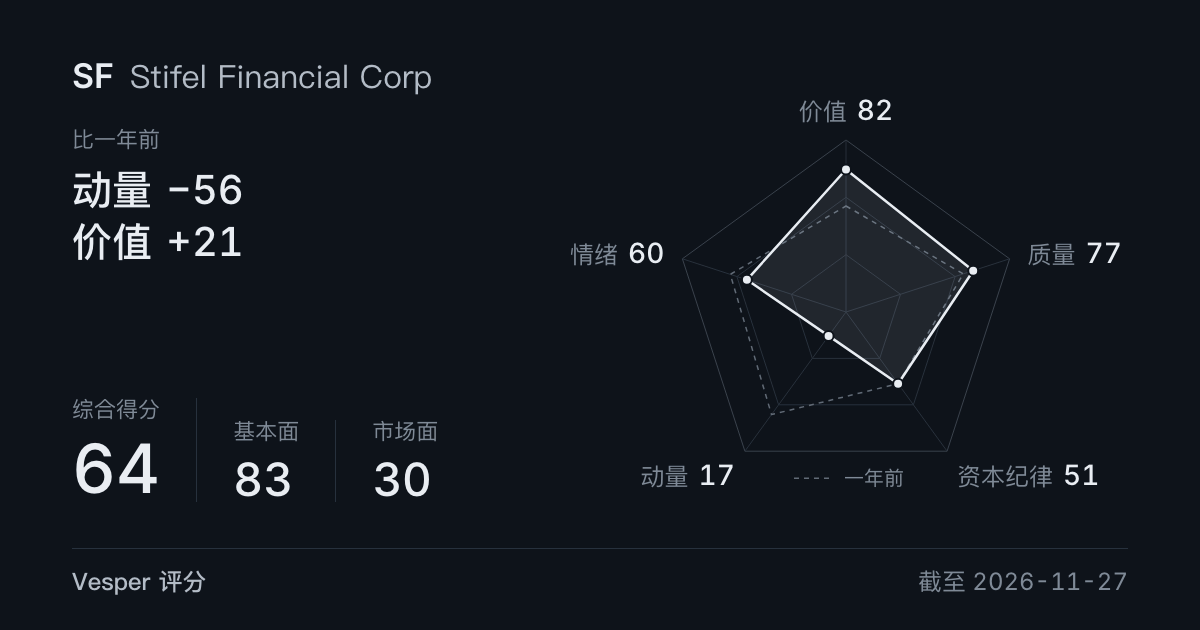 SF Stifel Financial Corp
比一年前
动量 −56
价值 +21
综合得分
64
基本面
83
市场面
30
价值 82
质量 77
资本纪律 51
动量 17
情绪 60
一年前
Vesper 评分
截至 2026-11-27